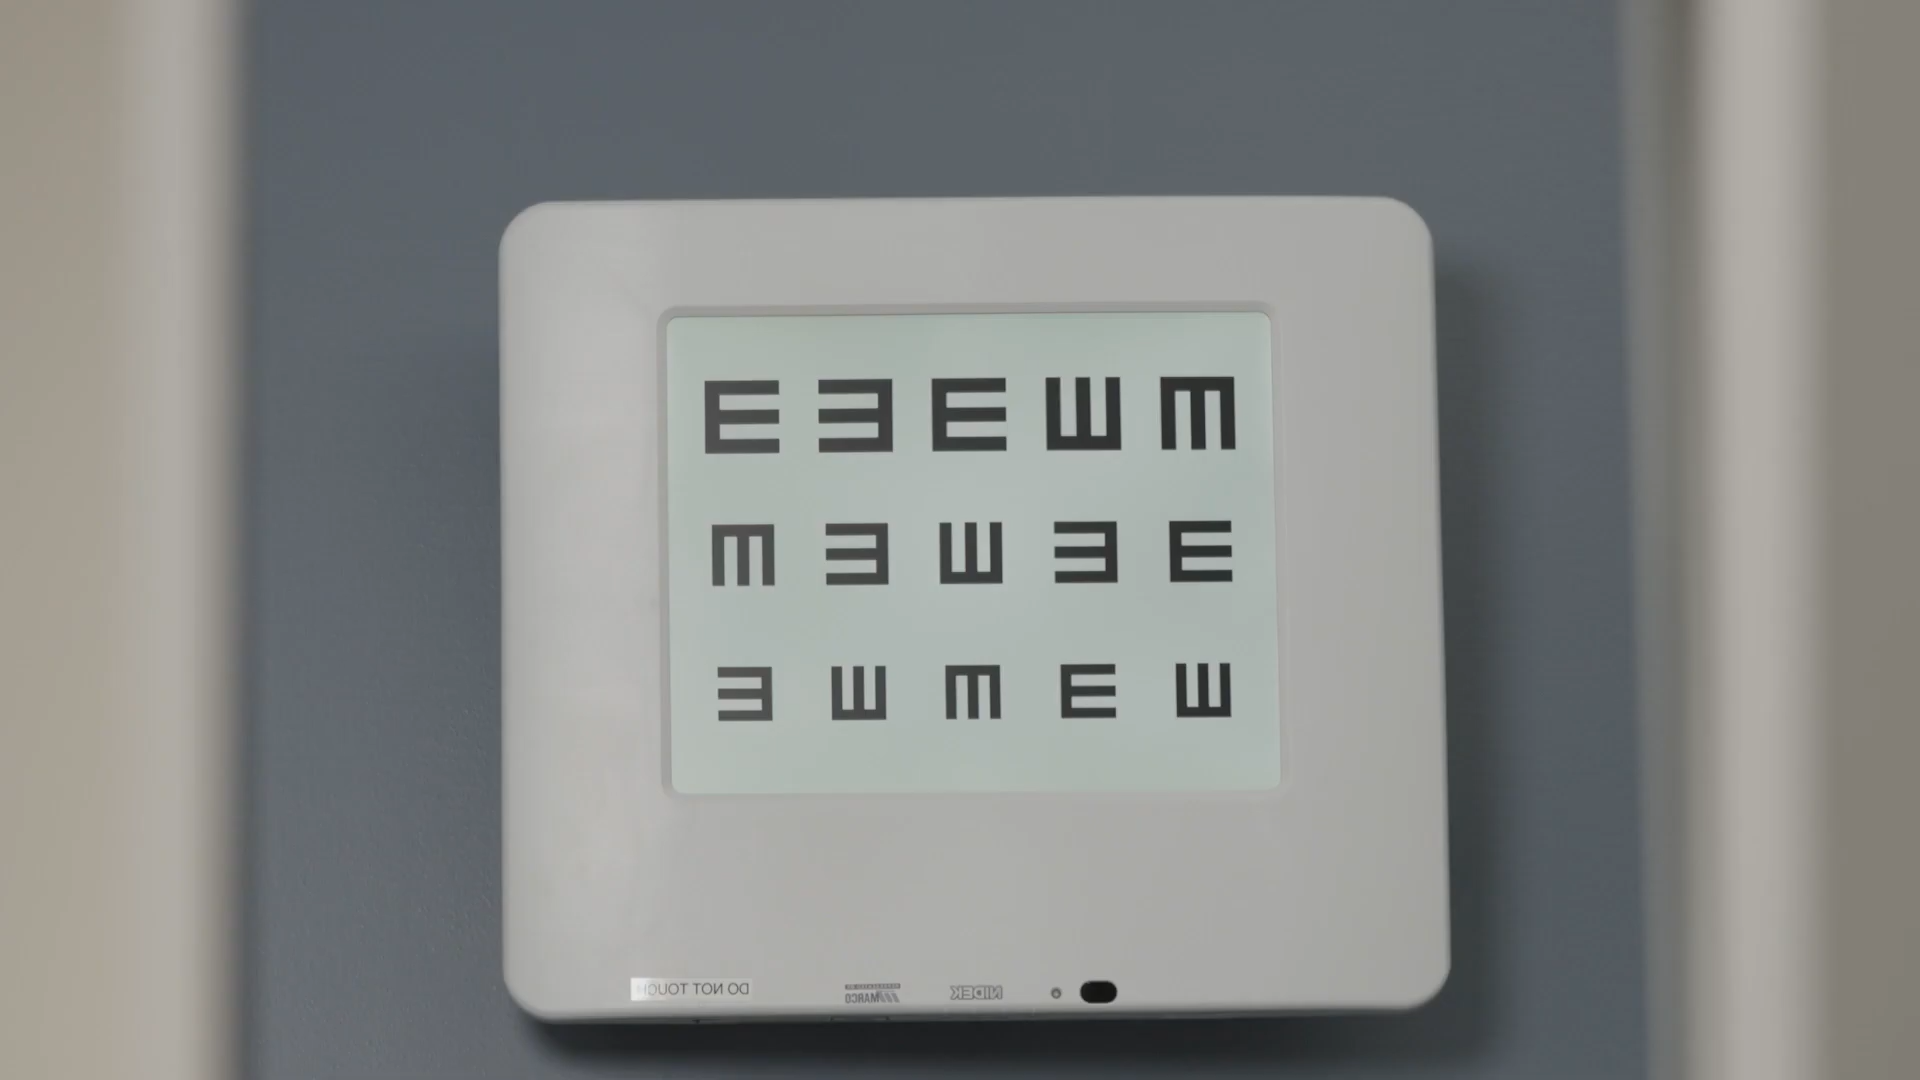 E Ǝ E Ш M
M Ǝ Ш Ǝ E
Ǝ Ш M E Ш
DO NOT TOUCH
MARCO
NIDEK